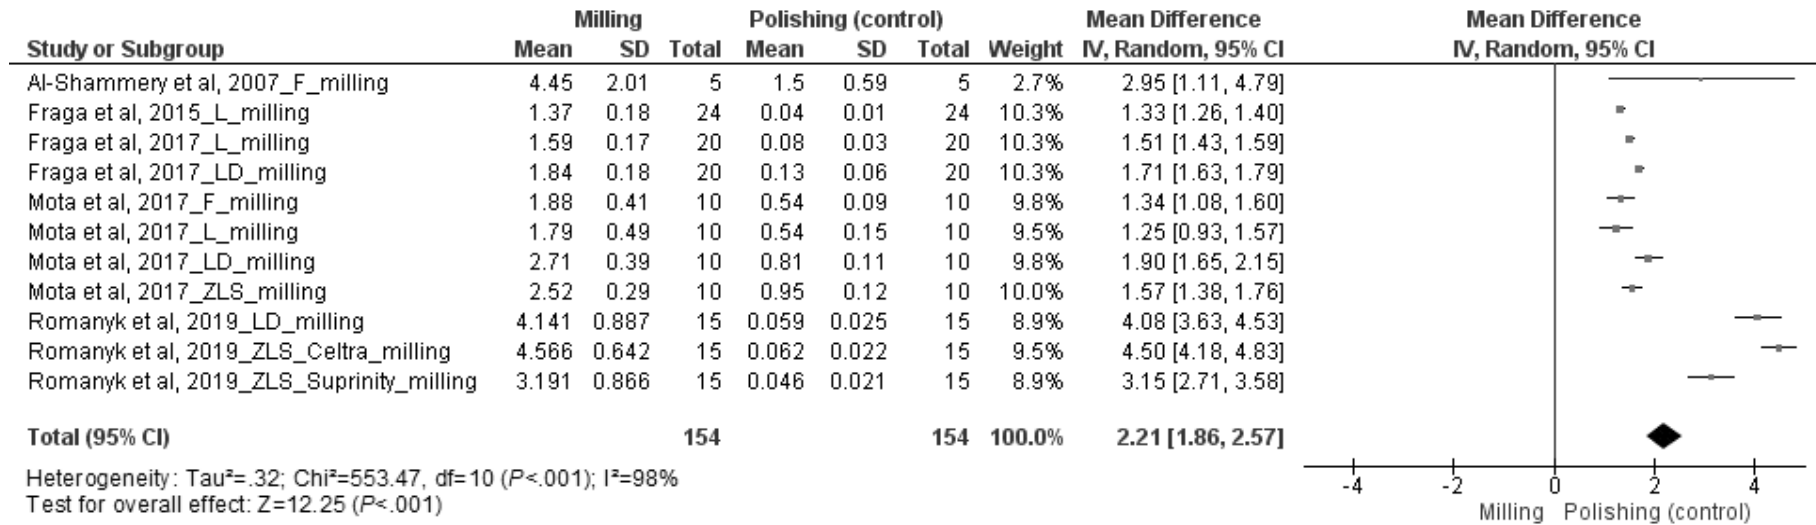 Milling Polishing (control) Mean Difference Mean Difference
Study or Subgroup Mean SD Total Mean SD Total Weight IV, Random, 95% CI IV, Random, 95% CI
Al-Shammery et al, 2007_F_milling 4.45 2.01 5 1.5 0.59 5 2.7% 2.95 [1.11, 4.79]
Fraga et al, 2015_L_milling 1.37 0.18 24 0.04 0.01 24 10.3% 1.33 [1.26, 1.40]
Fraga et al, 2017_L_milling 1.59 0.17 20 0.08 0.03 20 10.3% 1.51 [1.43, 1.59]
Fraga et al, 2017_LD_milling 1.84 0.18 20 0.13 0.06 20 10.3% 1.71 [1.63, 1.79]
Mota et al, 2017_F_milling 1.88 0.41 10 0.54 0.09 10 9.8% 1.34 [1.08, 1.60]
Mota et al, 2017_L_milling 1.79 0.49 10 0.54 0.15 10 9.5% 1.25 [0.93, 1.57]
Mota et al, 2017_LD_milling 2.71 0.39 10 0.81 0.11 10 9.8% 1.90 [1.65, 2.15]
Mota et al, 2017_ZLS_milling 2.52 0.29 10 0.95 0.12 10 10.0% 1.57 [1.38, 1.76]
Romanyk et al, 2019_LD_milling 4.141 0.887 15 0.059 0.025 15 8.9% 4.08 [3.63, 4.53]
Romanyk et al, 2019_ZLS_Celtra_milling 4.566 0.642 15 0.062 0.022 15 9.5% 4.50 [4.18, 4.83]
Romanyk et al, 2019_ZLS_Suprinity_milling 3.191 0.866 15 0.046 0.021 15 8.9% 3.15 [2.71, 3.58]
Total (95% CI) 154 154 100.0% 2.21 [1.86, 2.57]
Heterogeneity: Tau²=.32; Chi²=553.47, df=10 (P<.001); I²=98%
Test for overall effect: Z=12.25 (P<.001)
-4 -2 0 2 4
Milling Polishing (control)